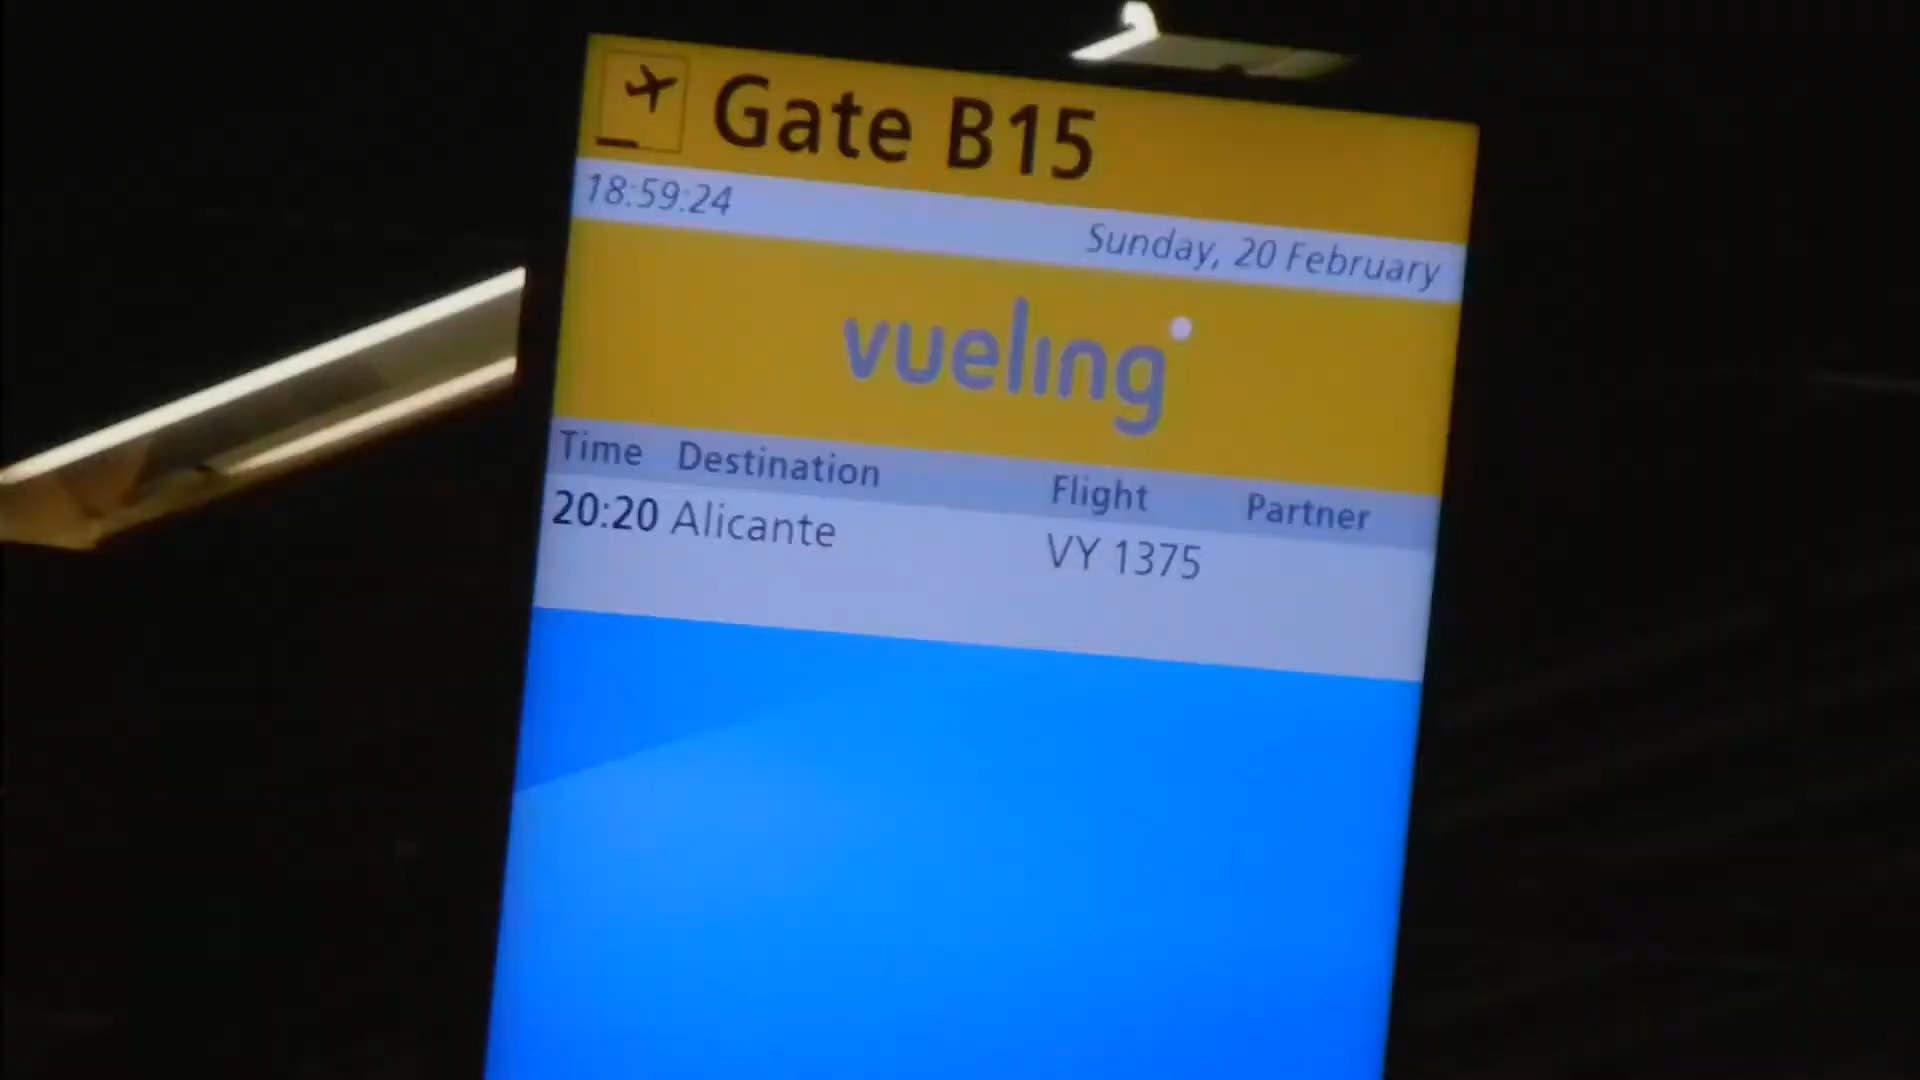 Gate B15
18:59:24
Sunday, 20 February
vueling
Time Destination Flight Partner
20:20 Alicante VY 1375